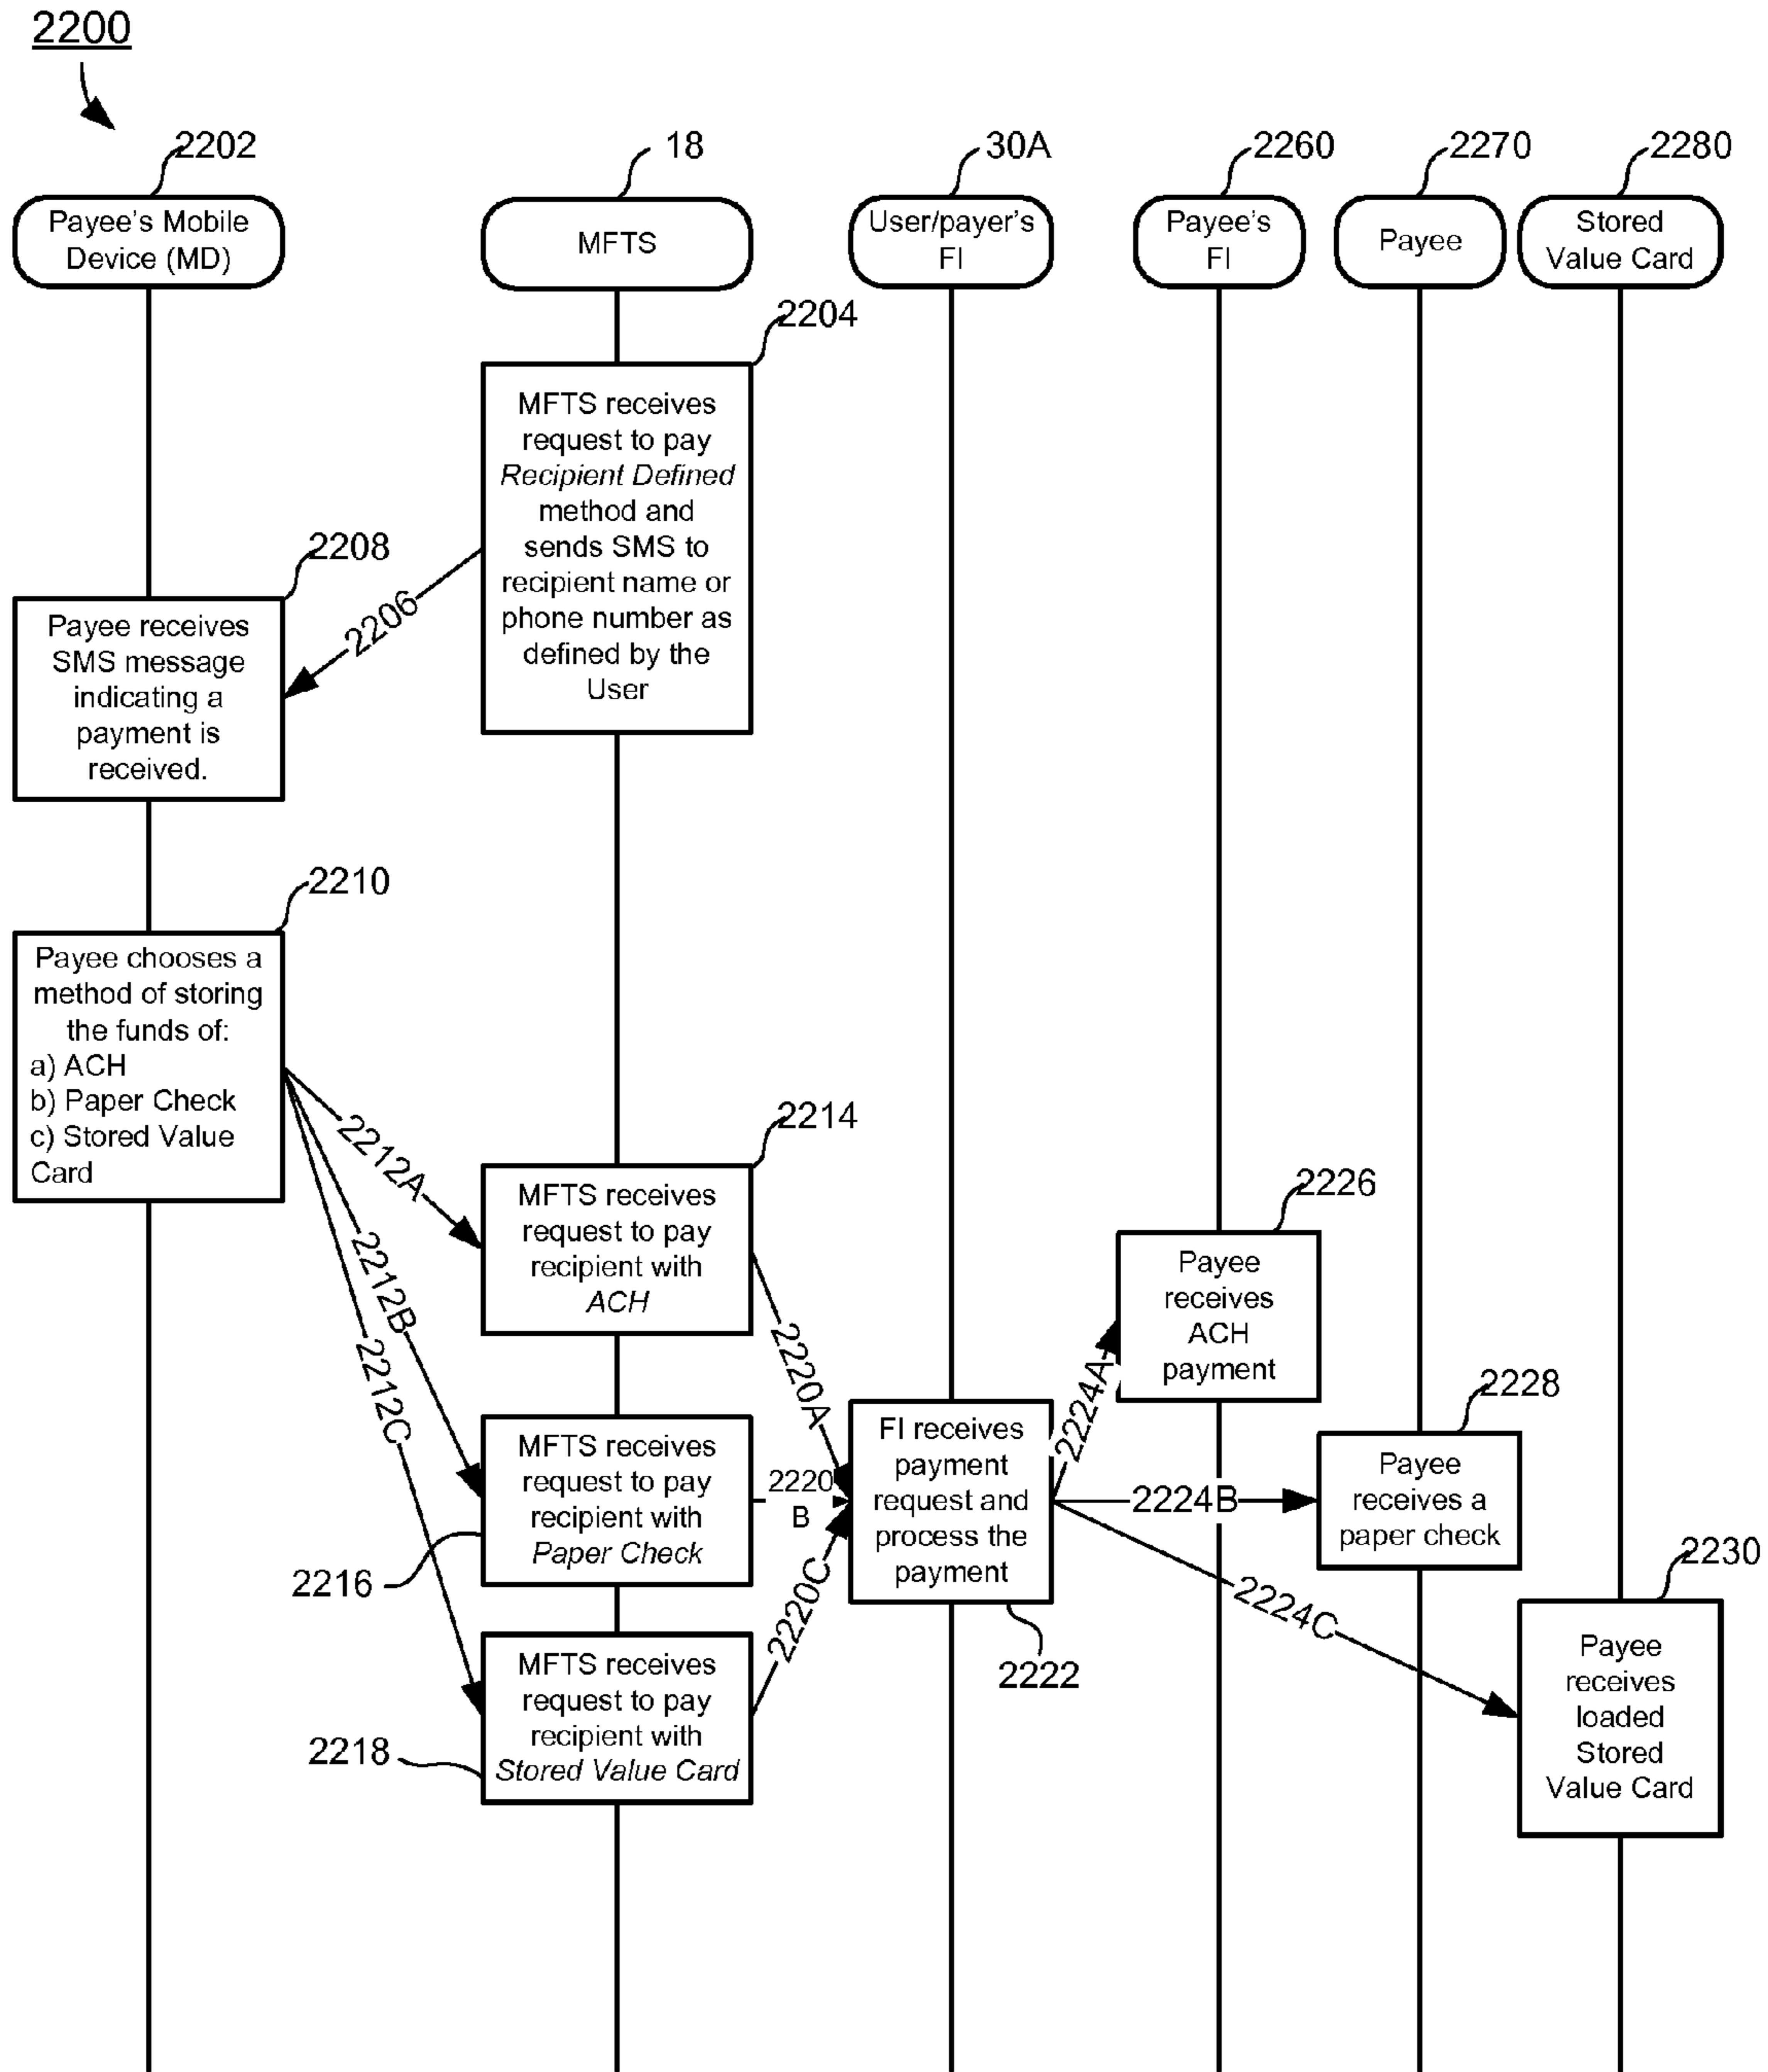 2200
2202
18
30A
2260
2270
2280
Payee's Mobile
Device (MD)
MFTS
User/payer's
FI
Payee's
FI
Payee
Stored
Value Card
2204
MFTS receives
request to pay
Recipient Defined
method and
sends SMS to
recipient name or
phone number as
defined by the
User
2206
2208
Payee receives
SMS message
indicating a
payment is
received.
2210
Payee chooses a
method of storing
the funds of:
a) ACH
b) Paper Check
c) Stored Value
Card
2212A
2212B
2212C
2214
MFTS receives
request to pay
recipient with
ACH
MFTS receives
request to pay
recipient with
Paper Check
2216
MFTS receives
request to pay
recipient with
Stored Value Card
2218
2220A
2220
B
2220C
FI receives
payment
request and
process the
payment
2222
2224A
2224B
2224C
2226
Payee
receives
ACH
payment
2228
Payee
receives a
paper check
2230
Payee
receives
loaded
Stored
Value Card